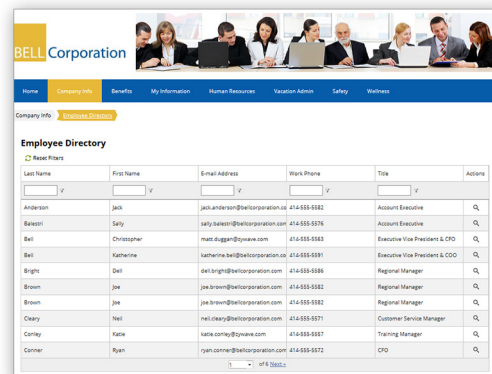 BELL Corporation
Home Company Info Benefits My Information Human Resources Vacation Admin Safety Wellness
Company Info Employee Directory
Employee Directory
Reset Filters
Last Name First Name E-mail Address Work Phone Title Actions
Anderson Jack jack.anderson@bellcorporation.co 414-555-5582 Account Executive
Balestri Sally sally.balestri@bellcorporation.com 414-555-5576 Account Executive
Bell Christopher matt.duggan@zywave.com 414-555-5563 Executive Vice President & CFO
Bell Katherine katherine.bell@bellcorporation.co 414-555-5591 Executive Vice President & COO
Bright Dell dell.bright@bellcorporation.com 414-555-5586 Regional Manager
Brown Joe joe.brown@bellcorporation.com 414-555-5582 Regional Manager
Brown Joe joe.brown@bellcorporation.com 414-555-5582 Regional Manager
Cleary Neil neil.cleary@bellcorporation.com 414-555-5571 Customer Service Manager
Conley Katie katie.conley@zywave.com 414-555-5557 Training Manager
Conner Ryan ryan.conner@bellcorporation.com 414-555-5572 CFO
1 of 6 Next »